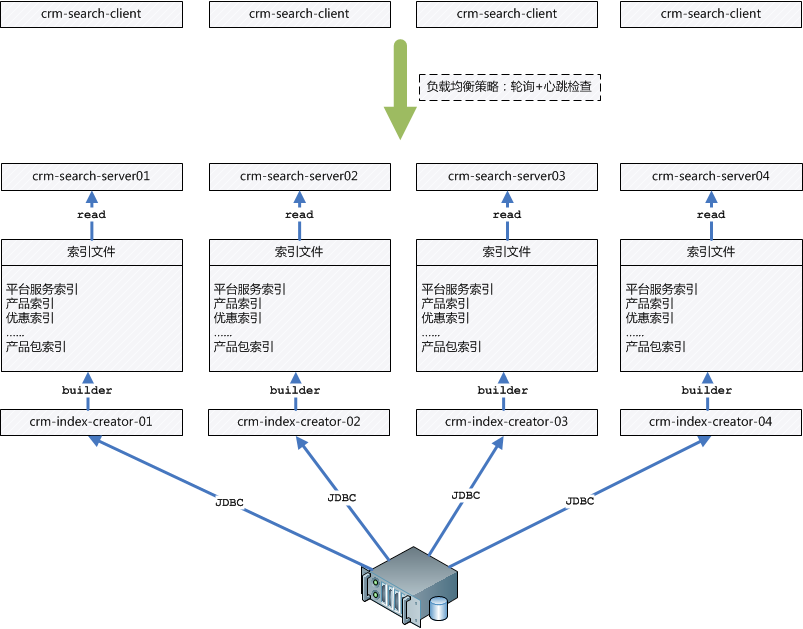 crm-search-client
crm-search-client
crm-search-client
crm-search-client
负载均衡策略：轮询+心跳检查
crm-search-server01
crm-search-server02
crm-search-server03
crm-search-server04
read
read
read
read
索引文件
平台服务索引
产品索引
优惠索引
......
产品包索引
索引文件
平台服务索引
产品索引
优惠索引
......
产品包索引
索引文件
平台服务索引
产品索引
优惠索引
......
产品包索引
索引文件
平台服务索引
产品索引
优惠索引
......
产品包索引
builder
builder
builder
builder
crm-index-creator-01
crm-index-creator-02
crm-index-creator-03
crm-index-creator-04
JDBC
JDBC
JDBC
JDBC